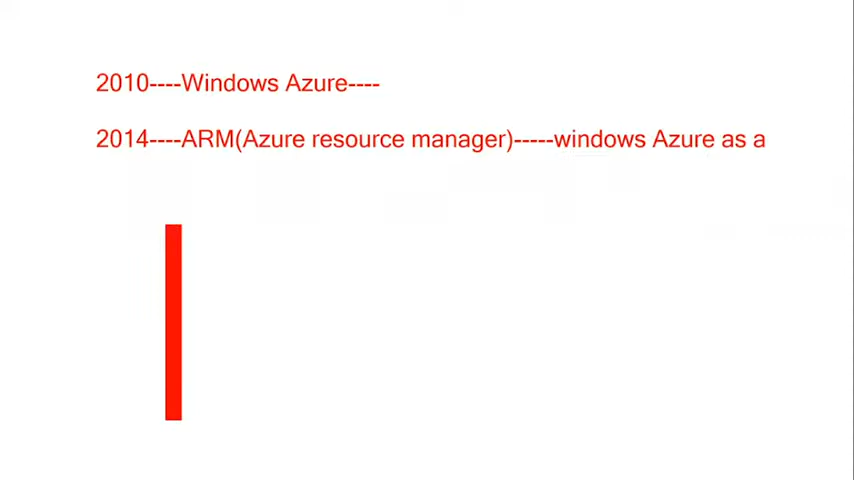 2010----Windows Azure----
2014----ARM(Azure resource manager)-----windows Azure as a